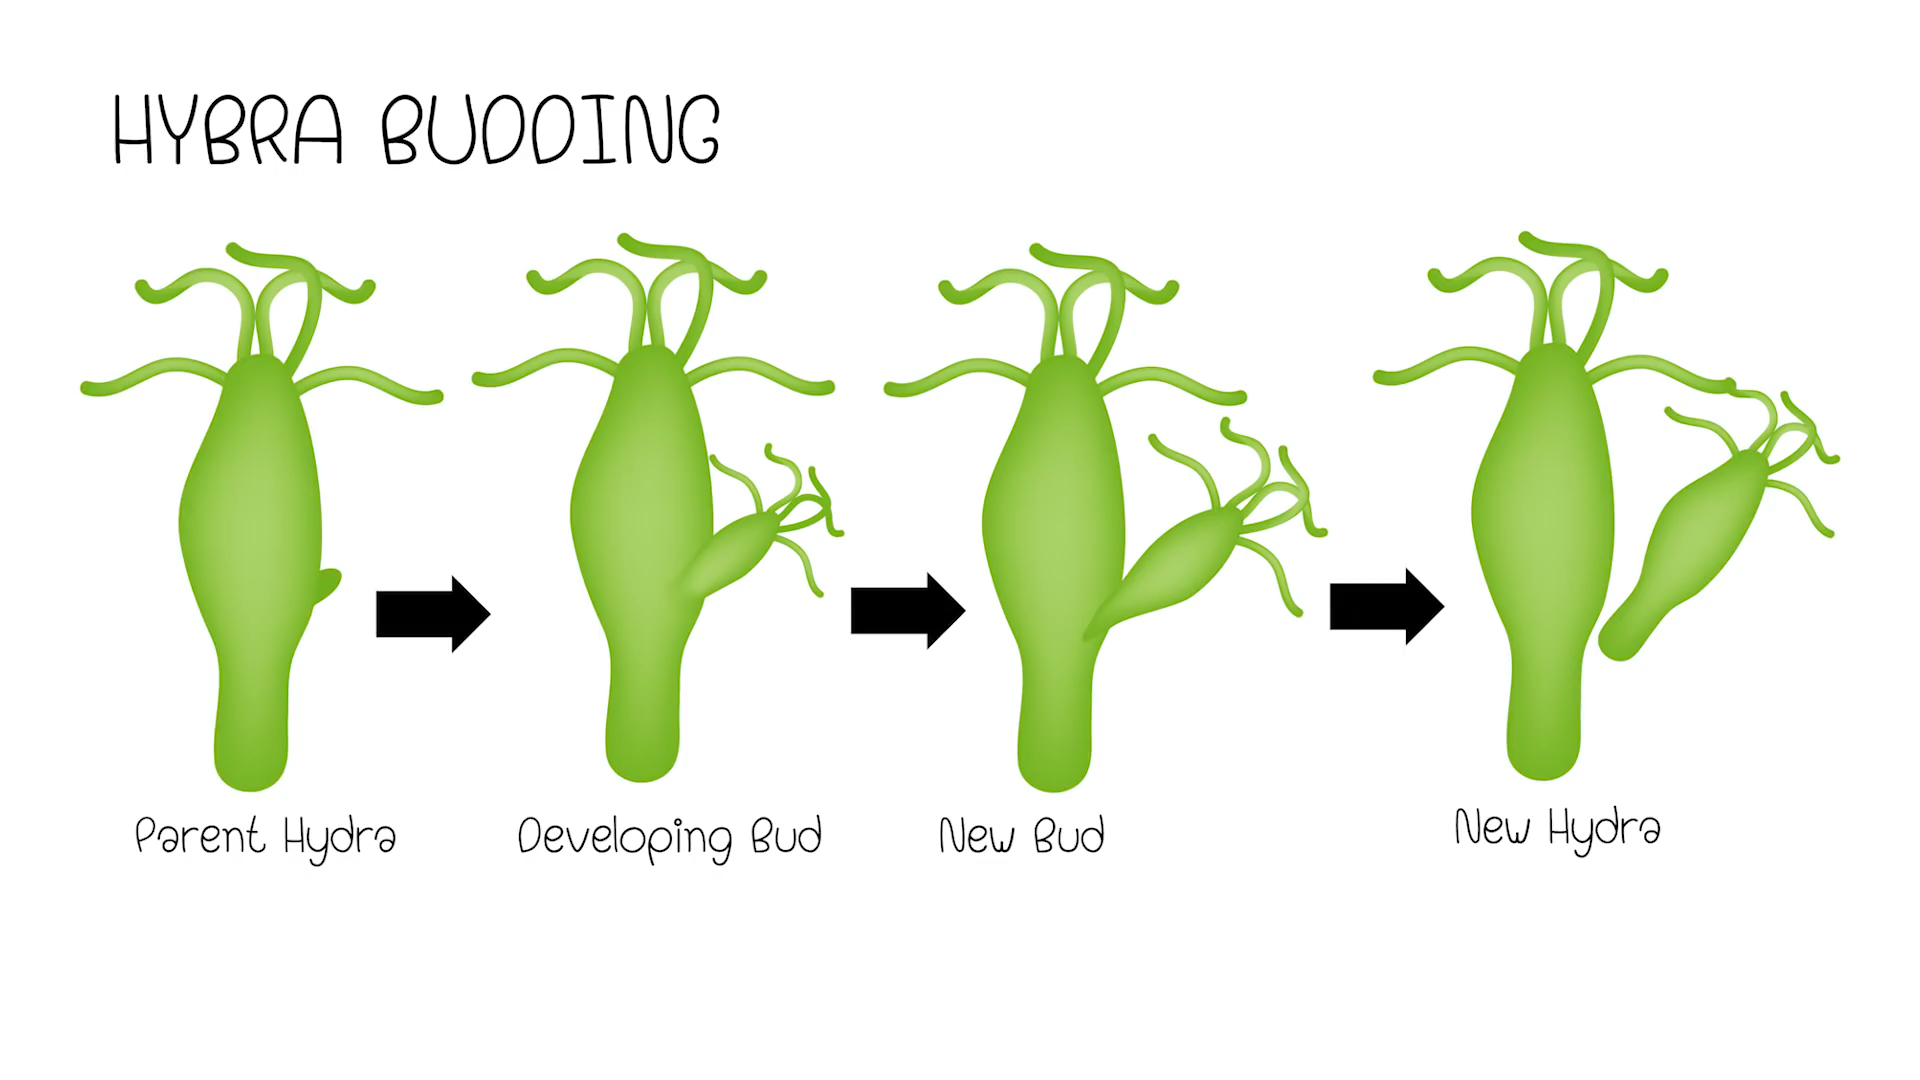 HYBRA BUDDING
Parent Hydra
Developing Bud
New Bud
New Hydra